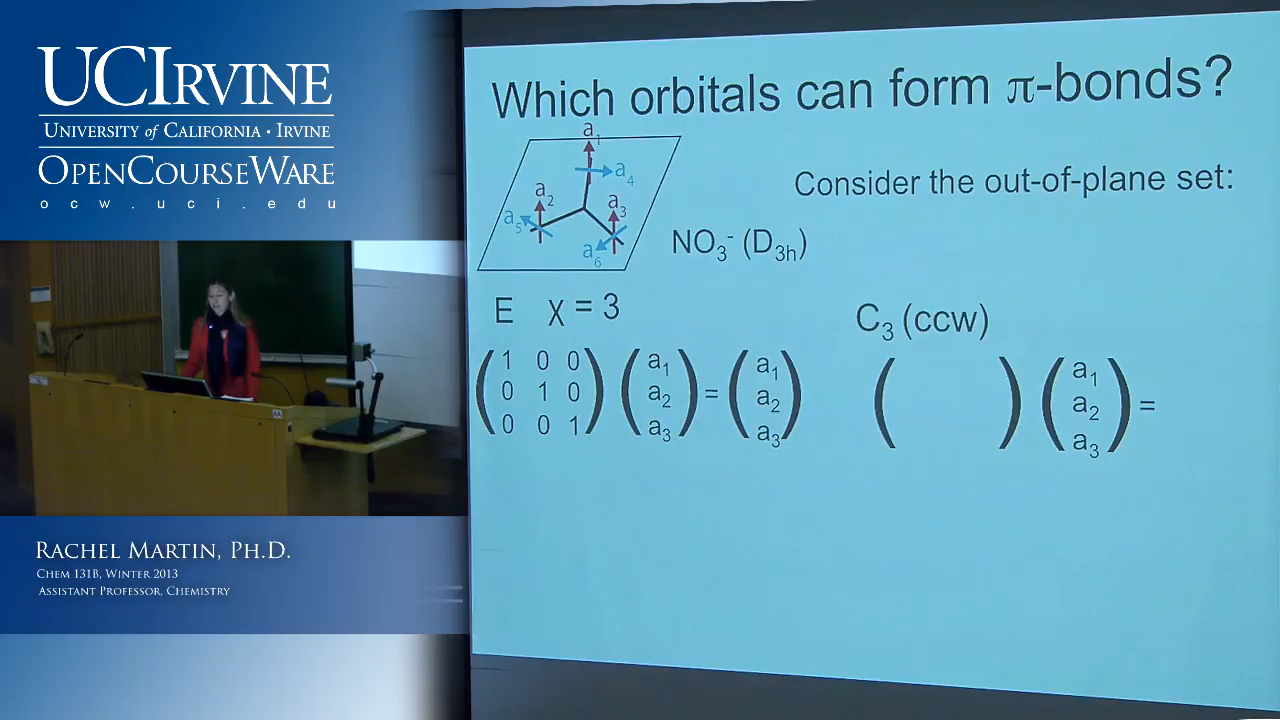 UCIRVINE
UNIVERSITY of CALIFORNIA · IRVINE
OPENCOURSEWARE
ocw.uci.edu
RACHEL MARTIN, PH.D.
CHEM 131B, WINTER 2013
ASSISTANT PROFESSOR, CHEMISTRY
Which orbitals can form π-bonds?
a₁
a₄
a₂
a₃
a₅
a₆
Consider the out-of-plane set:
NO₃⁻ (D₃ₕ)
E χ = 3
(1 0 0) (a₁) (a₁)
(0 1 0) (a₂) = (a₂)
(0 0 1) (a₃) (a₃)
C₃ (ccw)
( ) (a₁)
( ) (a₂) =
( ) (a₃)